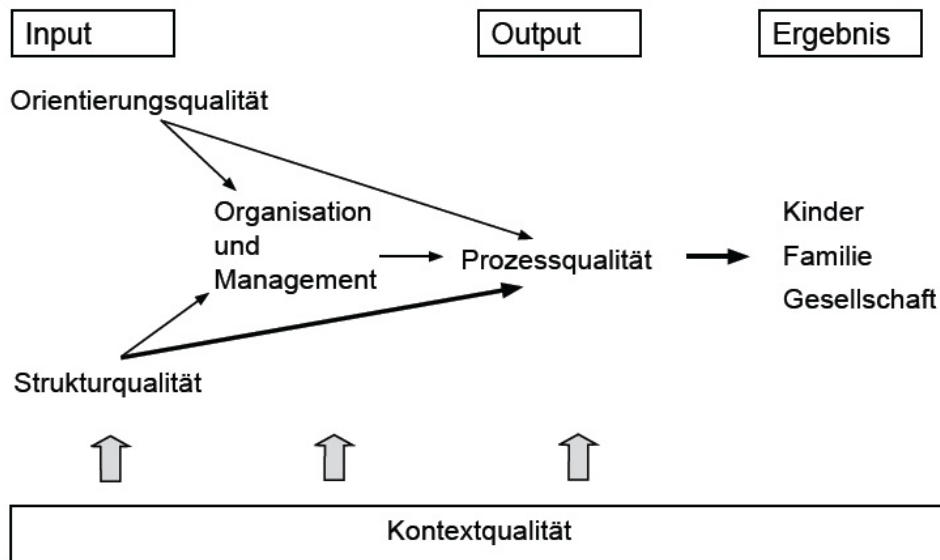 Input
Output
Ergebnis
Orientierungsqualität
Organisation
und
Management
Prozessqualität
Kinder
Familie
Gesellschaft
Strukturqualität
Kontextqualität